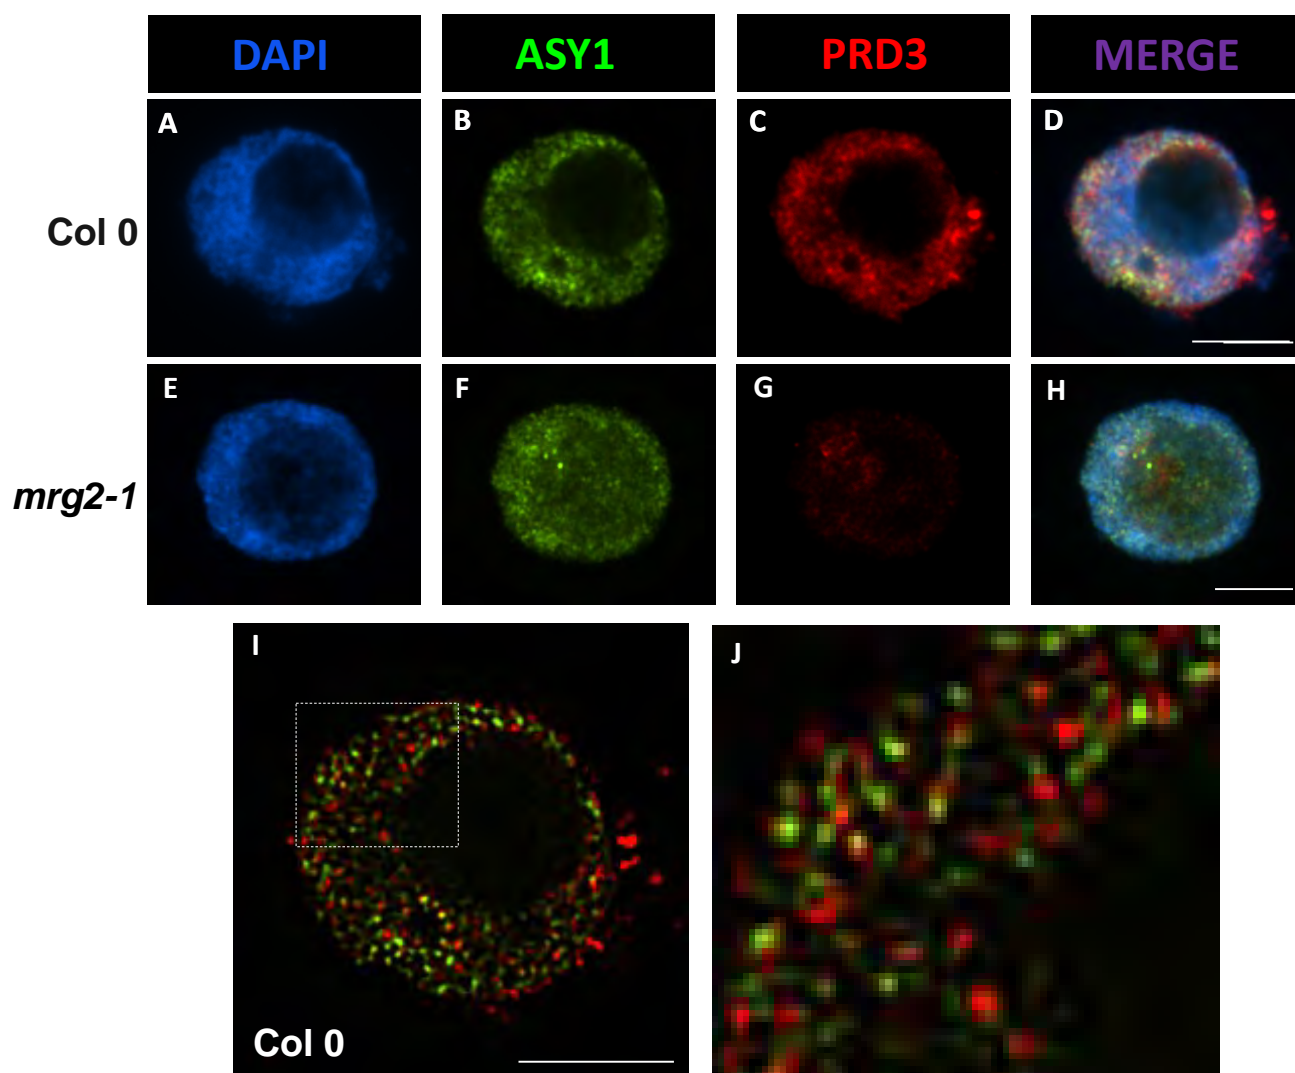 DAPI ASY1 PRD3 MERGE
A B C D
Col 0
E F G H
mrg2-1
I J
Col 0